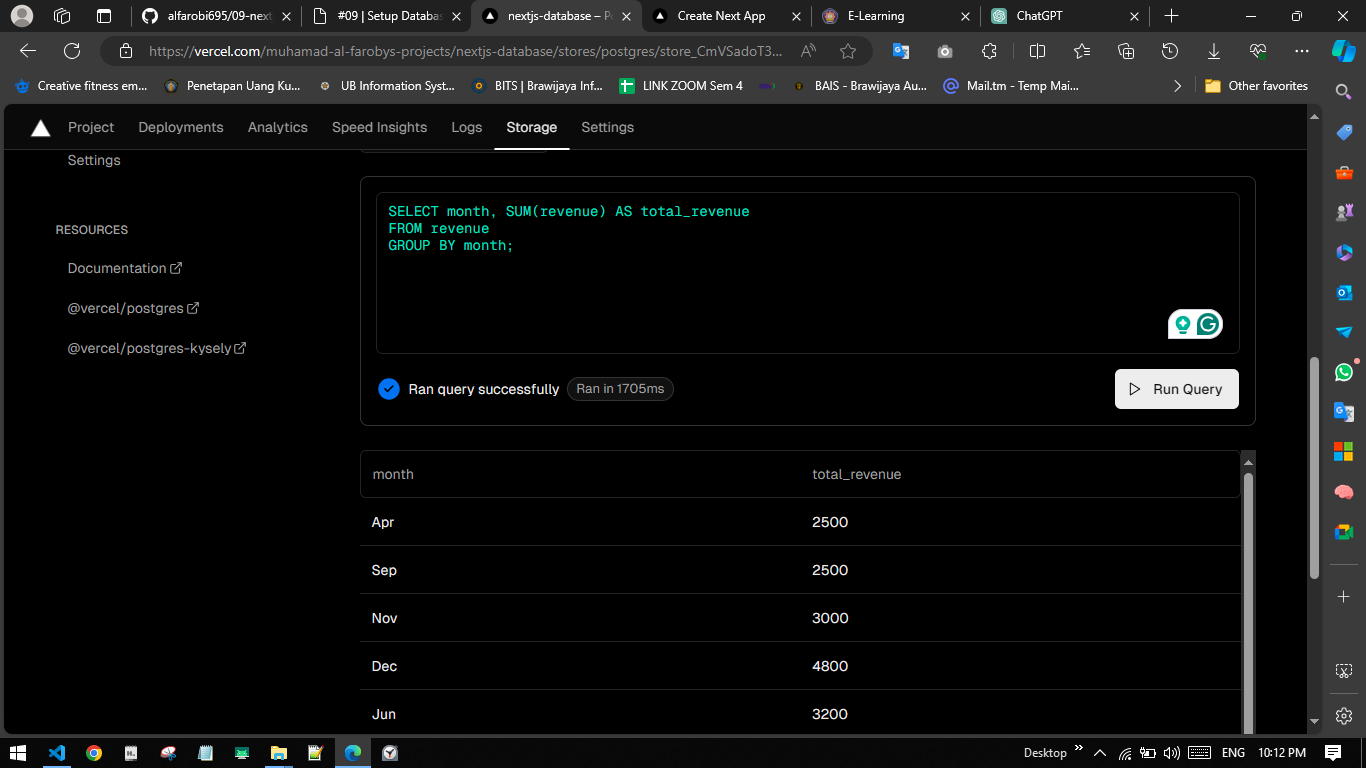 alfarobi695/09-next
#09 | Setup Databas
nextjs-database – Po
Create Next App
E-Learning
ChatGPT
https://vercel.com/muhamad-al-farobys-projects/nextjs-database/stores/postgres/store_CmVSadoT3...
Creative fitness em...
Penetapan Uang Ku...
UB Information Syst...
BITS | Brawijaya Inf...
LINK ZOOM Sem 4
BAIS - Brawijaya Au...
Mail.tm - Temp Mai...
Other favorites
Project
Deployments
Analytics
Speed Insights
Logs
Storage
Settings
Settings
RESOURCES
Documentation
@vercel/postgres
@vercel/postgres-kysely
SELECT month, SUM(revenue) AS total_revenue
FROM revenue
GROUP BY month;
Ran query successfully
Ran in 1705ms
Run Query
month total_revenue
Apr 2500
Sep 2500
Nov 3000
Dec 4800
Jun 3200
Desktop
ENG
10:12 PM